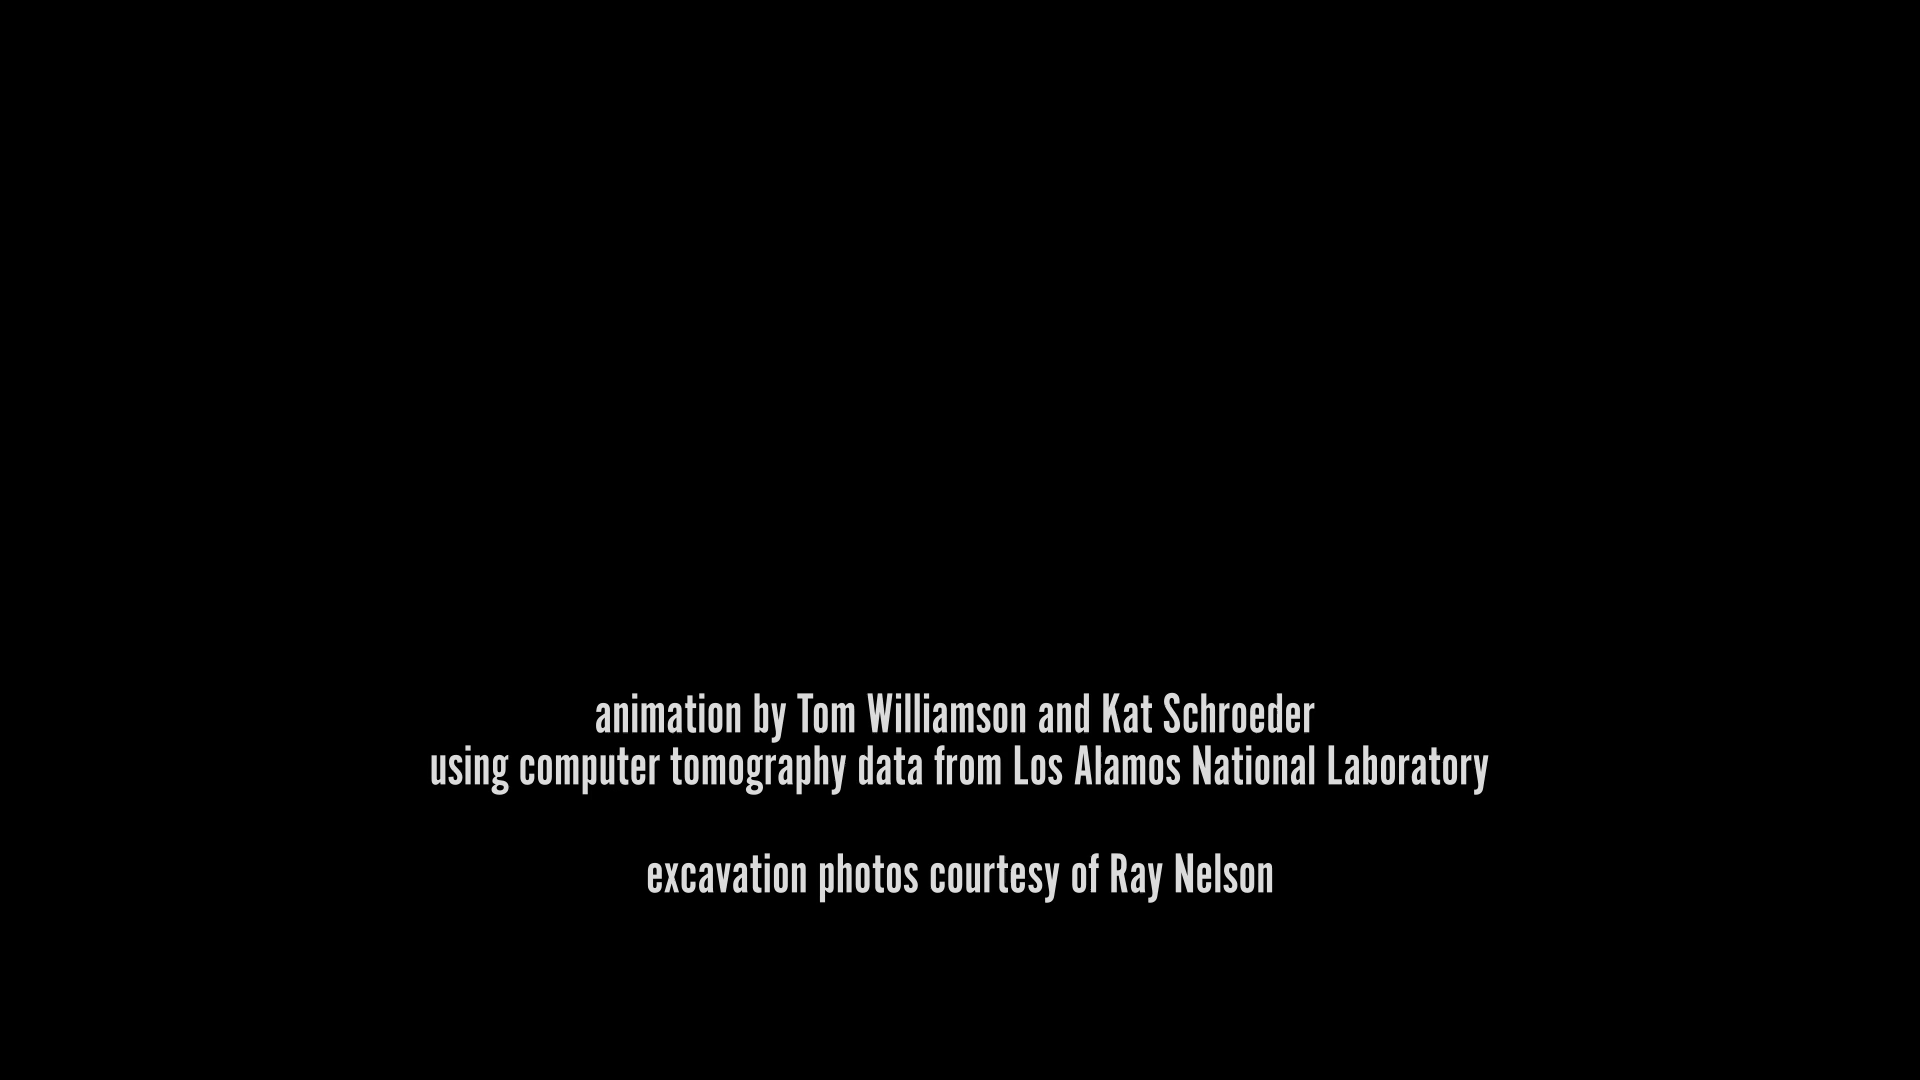 animation by Tom Williamson and Kat Schroeder
using computer tomography data from Los Alamos National Laboratory
excavation photos courtesy of Ray Nelson